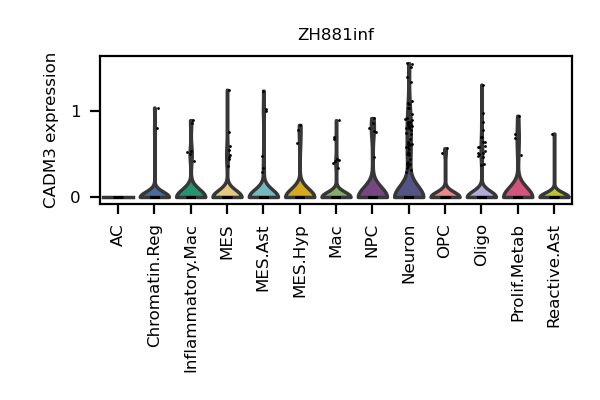 ZH881inf
CADM3 expression
1
0
AC
Chromatin.Reg
Inflammatory.Mac
MES
MES.Ast
MES.Hyp
Mac
NPC
Neuron
OPC
Oligo
Prolif.Metab
Reactive.Ast